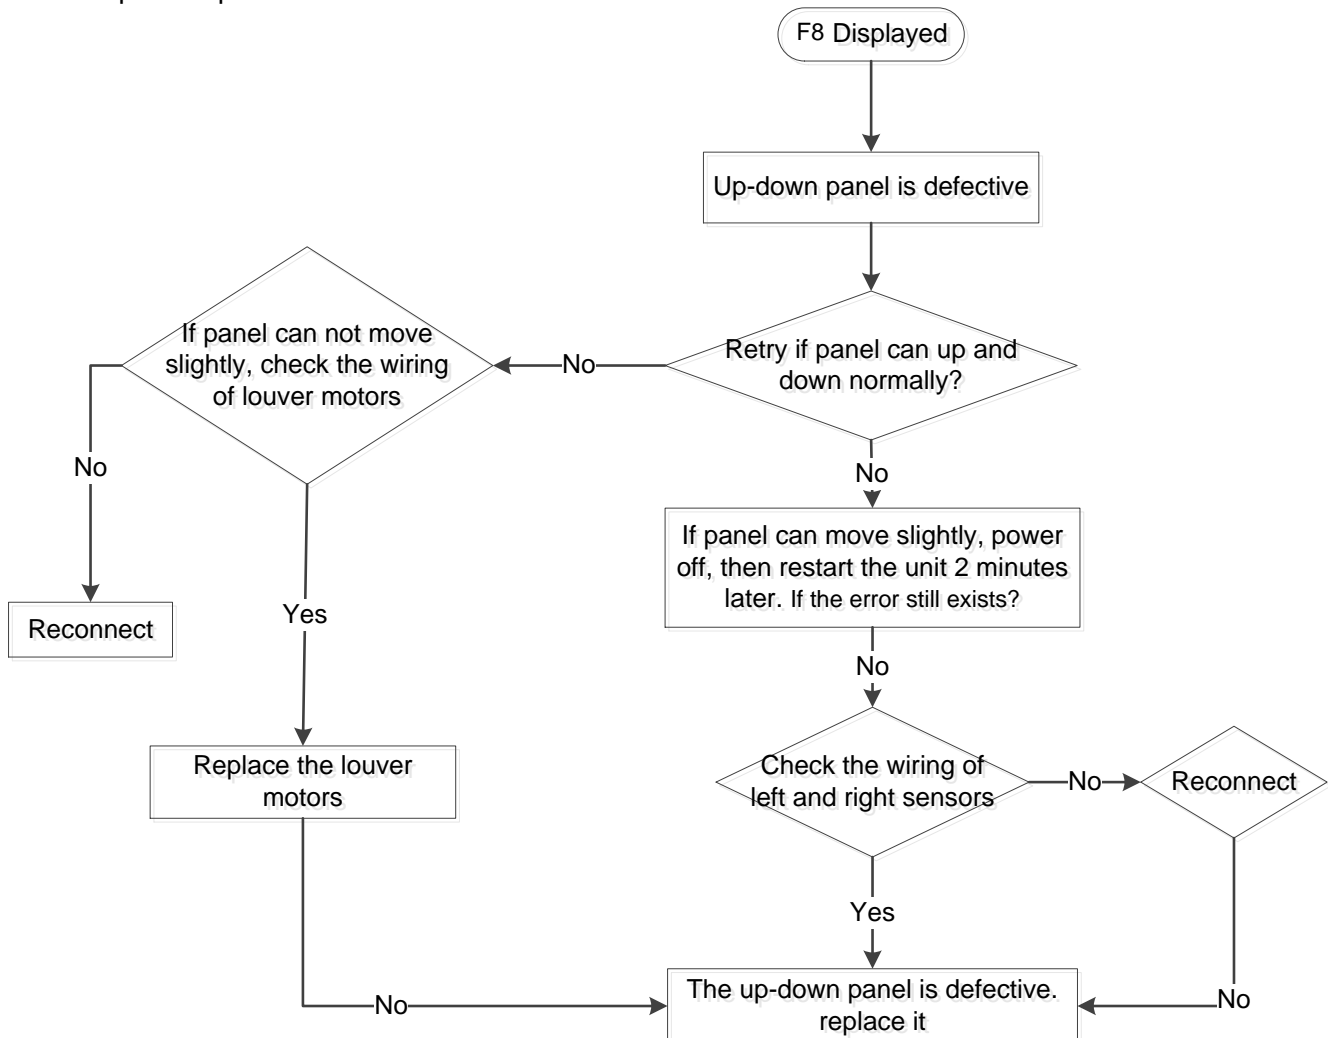 F8 Displayed
Up-down panel is defective
If panel can not move
slightly, check the wiring
of louver motors
No
Retry if panel can up and
down normally?
No
No
If panel can move slightly, power
off, then restart the unit 2 minutes
later. If the error still exists?
Yes
Reconnect
No
Replace the louver
motors
Check the wiring of
left and right sensors
No
Reconnect
Yes
No
The up-down panel is defective.
replace it
No